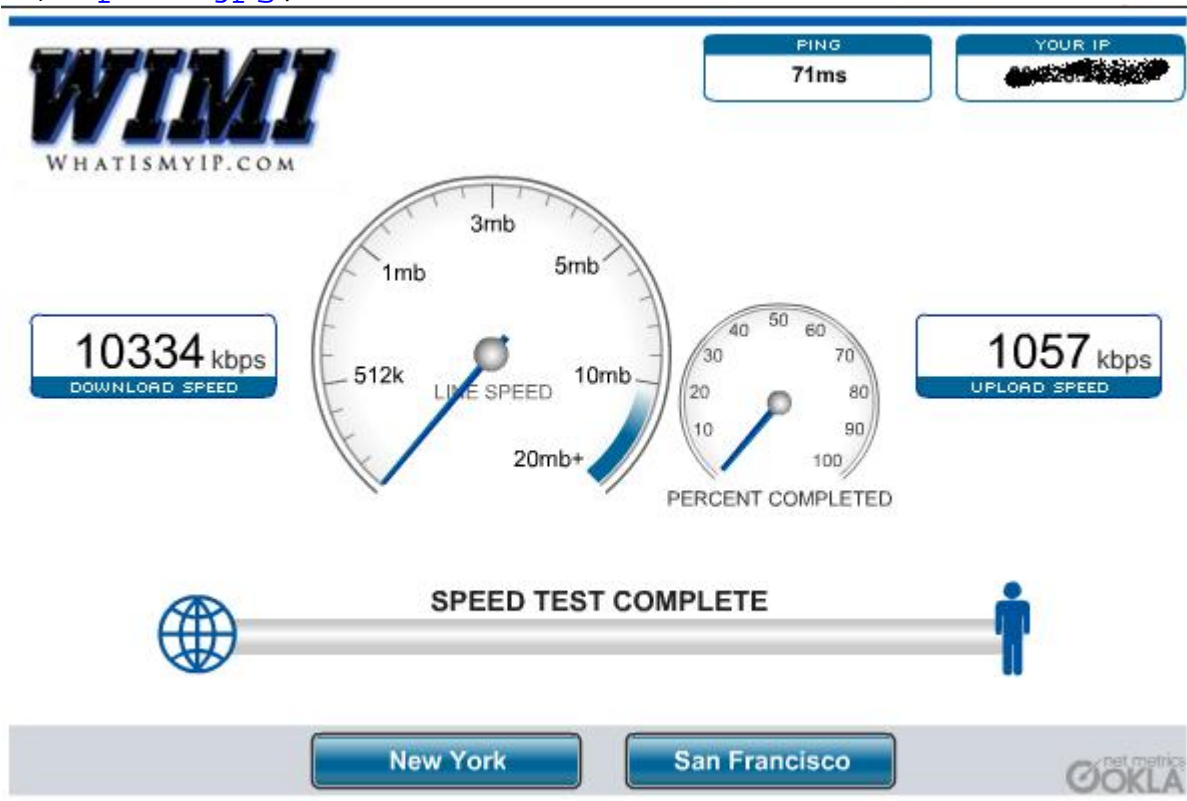 WIMI
WHATISMYIP.COM
PING
71ms
YOUR IP
10334 kbps
DOWNLOAD SPEED
512k
1mb
3mb
5mb
10mb
20mb+
LINE SPEED
10
20
30
40
50
60
70
80
90
100
PERCENT COMPLETED
1057 kbps
UPLOAD SPEED
SPEED TEST COMPLETE
New York
San Francisco
net metrics
OOKLA